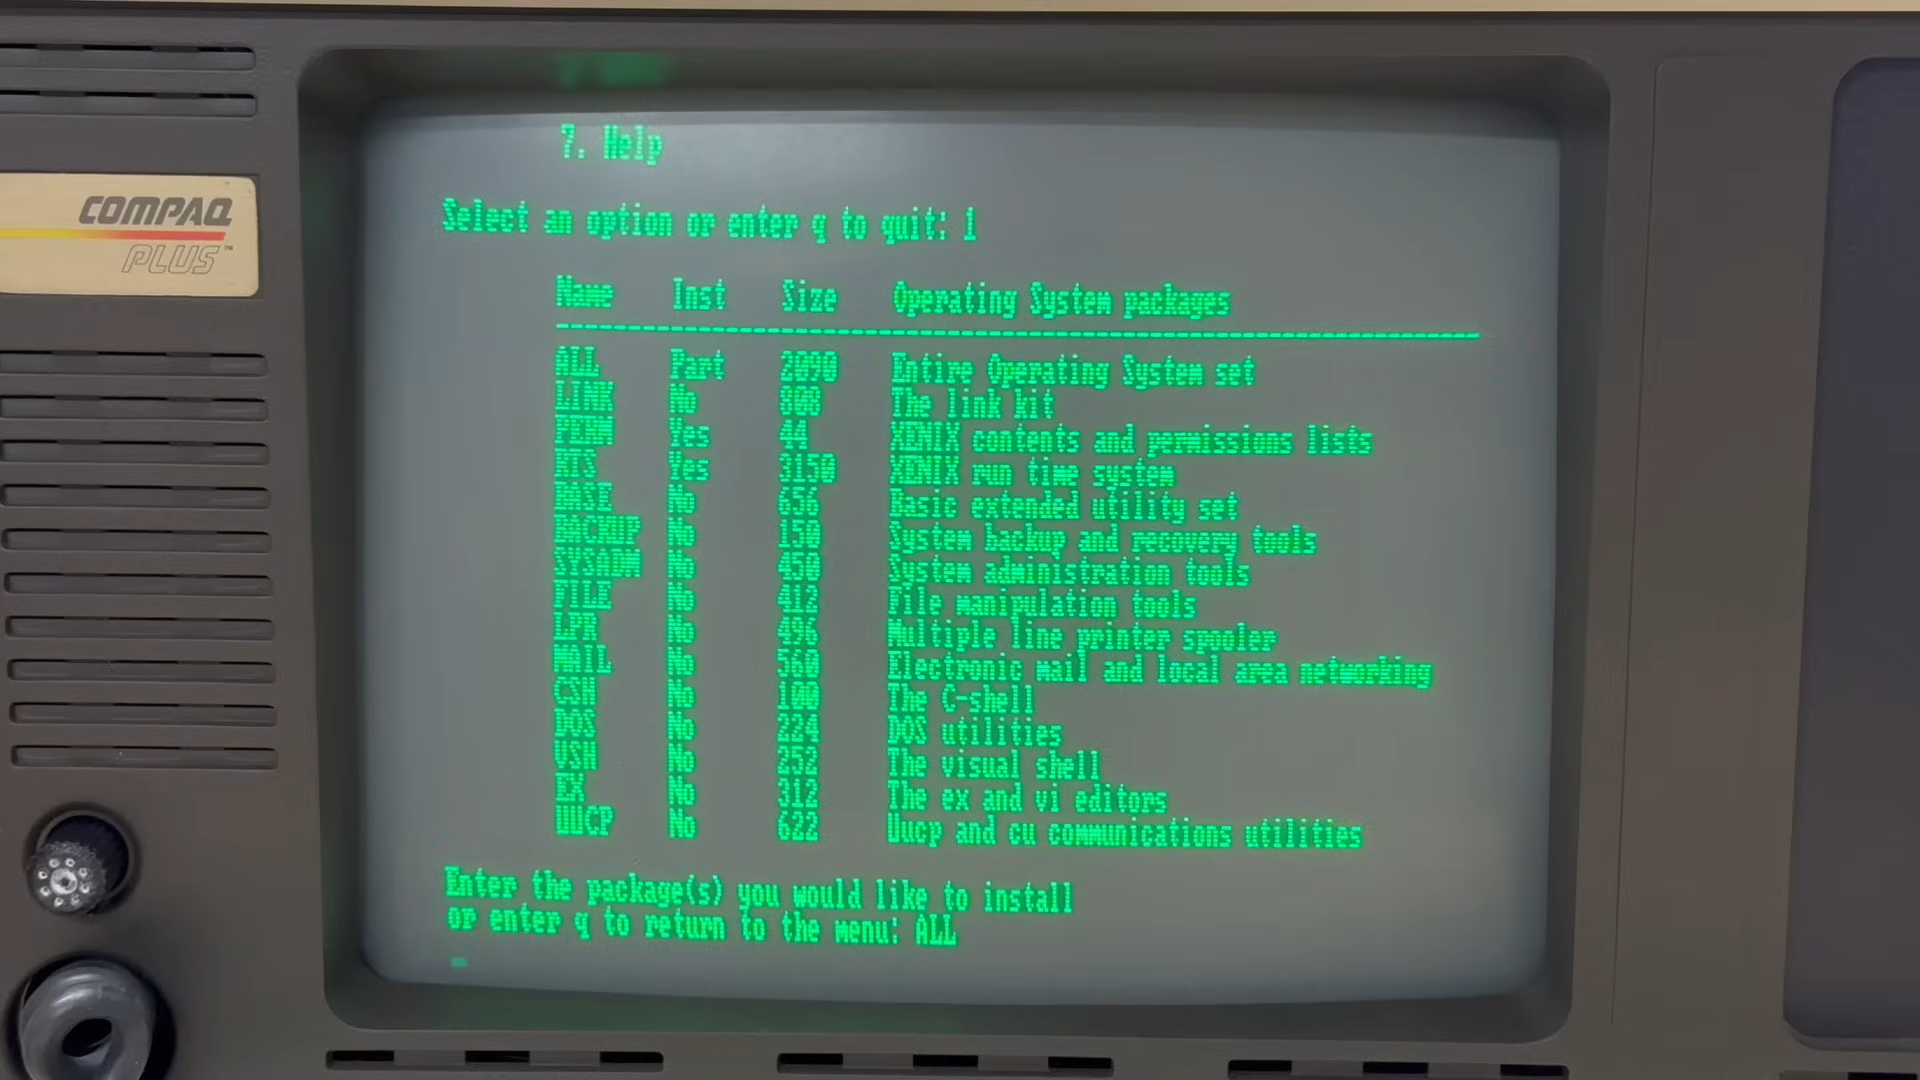 COMPAQ
PLUS™
7. Help
Select an option or enter q to quit: 1
Name Inst Size Operating System packages
ALL Part 2090 Entire Operating System set
LINK No 800 The link kit
PERM Yes 44 XENIX contents and permissions lists
RTS Yes 3150 XENIX run time system
BASE No 656 Basic extended utility set
BACKUP No 150 System backup and recovery tools
SYSADM No 450 System administration tools
FILE No 412 File manipulation tools
LPR No 496 Multiple line printer spooler
MAIL No 560 Electronic mail and local area networking
CSH No 100 The C-shell
DOS No 224 DOS utilities
VSH No 252 The visual shell
EX No 312 The ex and vi editors
UUCP No 622 Uucp and cu communications utilities
Enter the package(s) you would like to install
or enter q to return to the menu: ALL